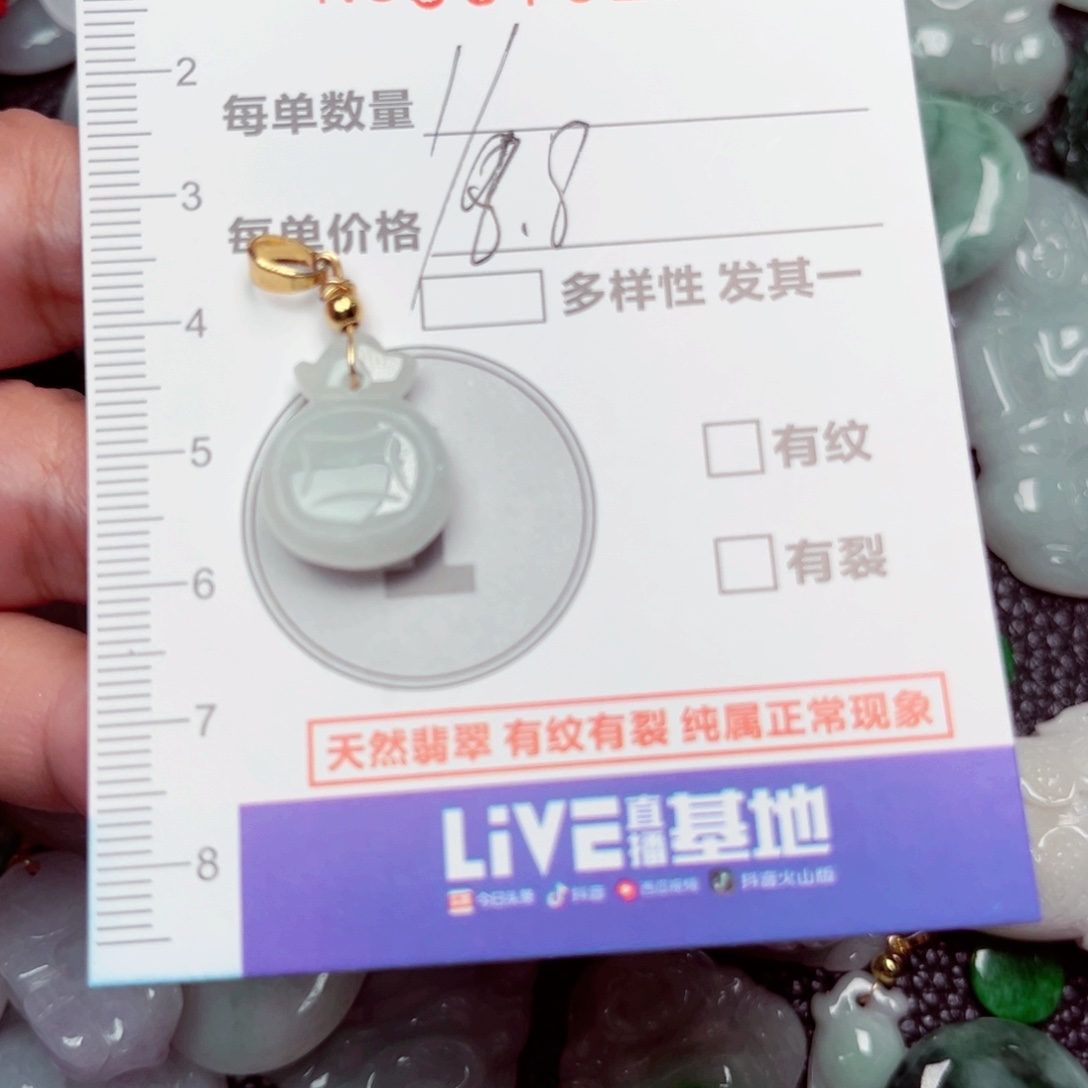 2
每单数量 1
3
每单价格 8.8
多样性 发其一
4
5
有纹
6
有裂
7
天然翡翠 有纹有裂 纯属正常现象
LiVE直播基地
8
今日头条 抖音 西瓜视频 抖音火山版